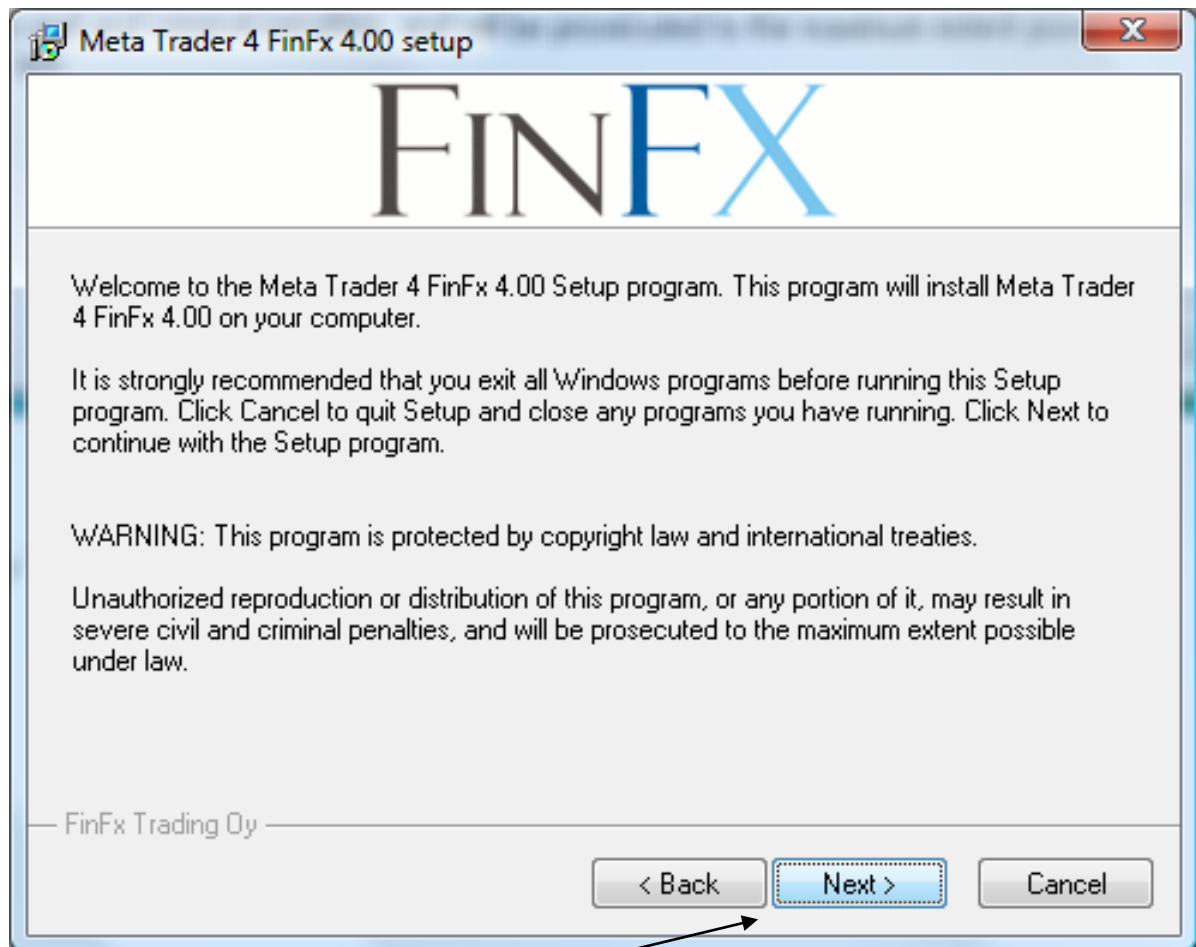 Meta Trader 4 FinFx 4.00 setup
FINFX
Welcome to the Meta Trader 4 FinFx 4.00 Setup program. This program will install Meta Trader
4 FinFx 4.00 on your computer.
It is strongly recommended that you exit all Windows programs before running this Setup
program. Click Cancel to quit Setup and close any programs you have running. Click Next to
continue with the Setup program.
WARNING: This program is protected by copyright law and international treaties.
Unauthorized reproduction or distribution of this program, or any portion of it, may result in
severe civil and criminal penalties, and will be prosecuted to the maximum extent possible
under law.
FinFx Trading Oy
< Back Next > Cancel